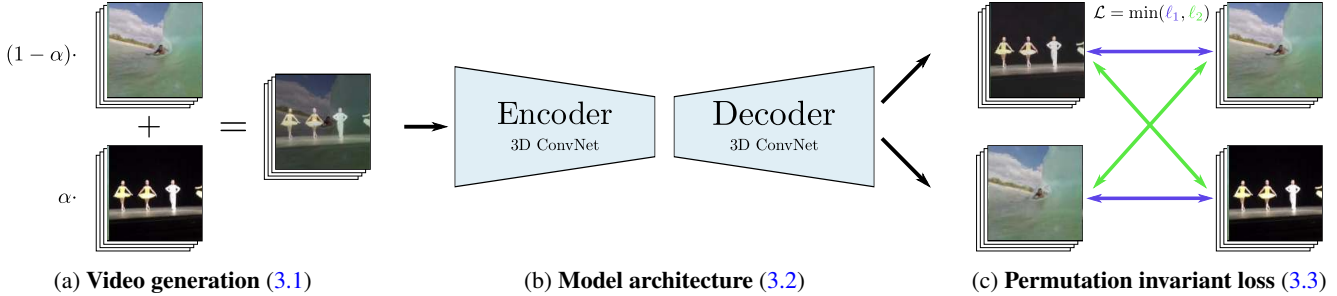 (1 − α)·
+
=
α·
Encoder
3D ConvNet
Decoder
3D ConvNet
ℒ = min(ℓ₁, ℓ₂)
(a) Video generation (3.1)
(b) Model architecture (3.2)
(c) Permutation invariant loss (3.3)